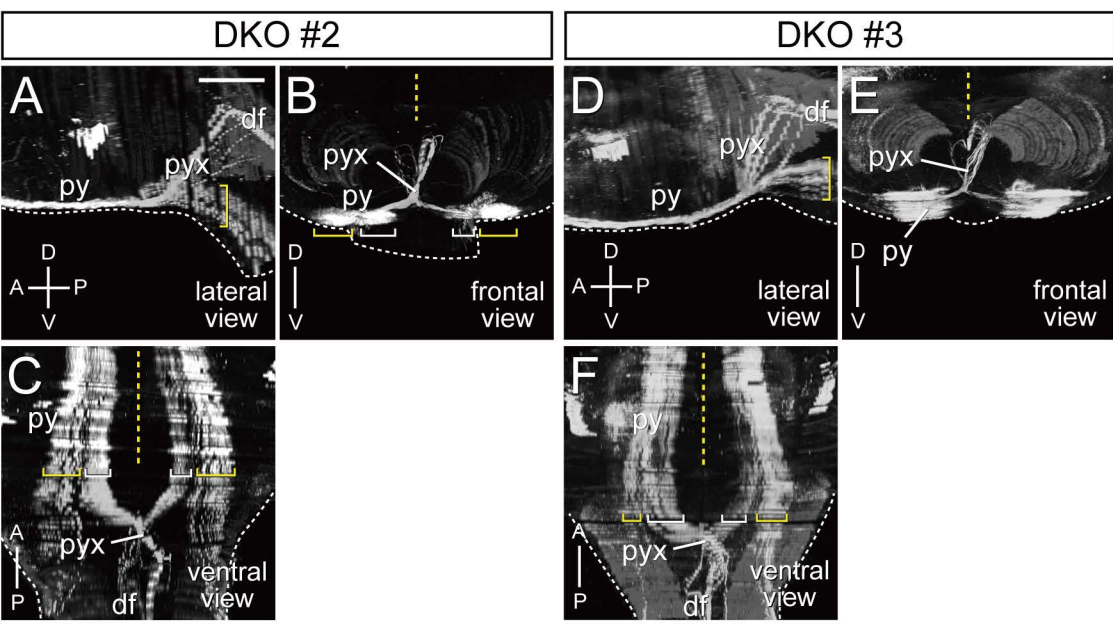 DKO #2
DKO #3
A
df
pyx
py
D
A P
V
lateral
view
B
pyx
py
D
V
frontal
view
D
df
pyx
py
D
A P
V
lateral
view
E
pyx
py
D
V
frontal
view
C
py
pyx
A
P
df
ventral
view
F
py
pyx
A
P
df
ventral
view